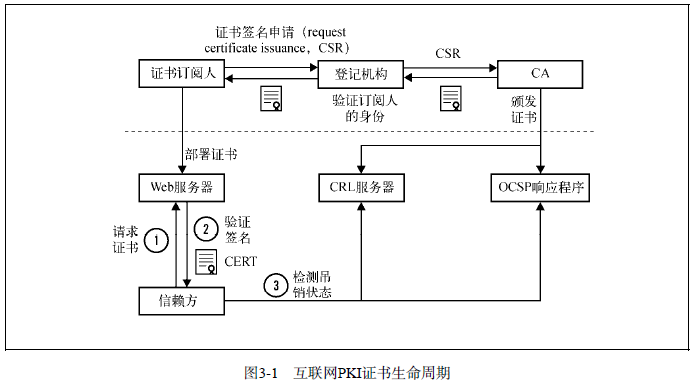 证书签名申请（request
certificate issuance，CSR）
CSR
证书订阅人
登记机构
CA
验证订阅人
的身份
颁发
证书
部署证书
Web服务器
CRL服务器
OCSP响应程序
请求
证书
1
2
验证
签名
CERT
信赖方
3
检测吊
销状态
图3-1 互联网PKI证书生命周期